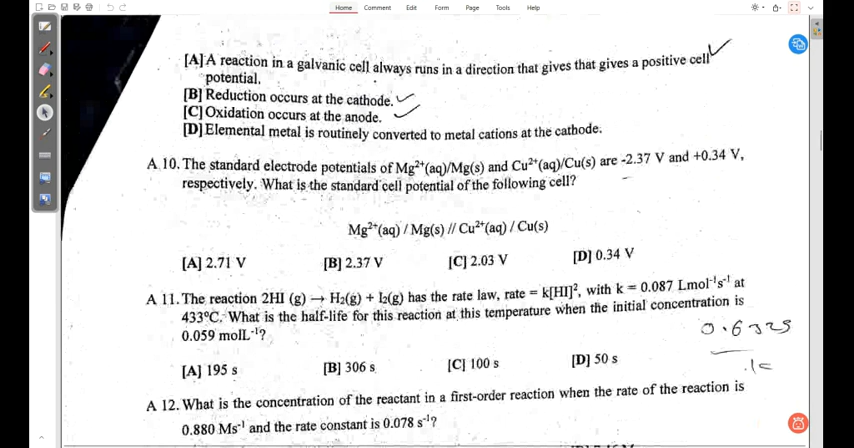 Home Comment Edit Form Page Tools Help
[A] A reaction in a galvanic cell always runs in a direction that gives that gives a positive cell
potential.
[B] Reduction occurs at the cathode.
[C] Oxidation occurs at the anode.
[D] Elemental metal is routinely converted to metal cations at the cathode.
A 10. The standard electrode potentials of Mg²⁺(aq)/Mg(s) and Cu²⁺(aq)/Cu(s) are -2.37 V and +0.34 V,
respectively. What is the standard cell potential of the following cell?
Mg²⁺(aq) / Mg(s) // Cu²⁺(aq) / Cu(s)
[A] 2.71 V [B] 2.37 V [C] 2.03 V [D] 0.34 V
A 11. The reaction 2HI (g) → H₂(g) + I₂(g) has the rate law, rate = k[HI]², with k = 0.087 Lmol⁻¹s⁻¹ at
433°C. What is the half-life for this reaction at this temperature when the initial concentration is
0.059 molL⁻¹?
[A] 195 s [B] 306 s [C] 100 s [D] 50 s
A 12. What is the concentration of the reactant in a first-order reaction when the rate of the reaction is
0.880 Ms⁻¹ and the rate constant is 0.078 s⁻¹?